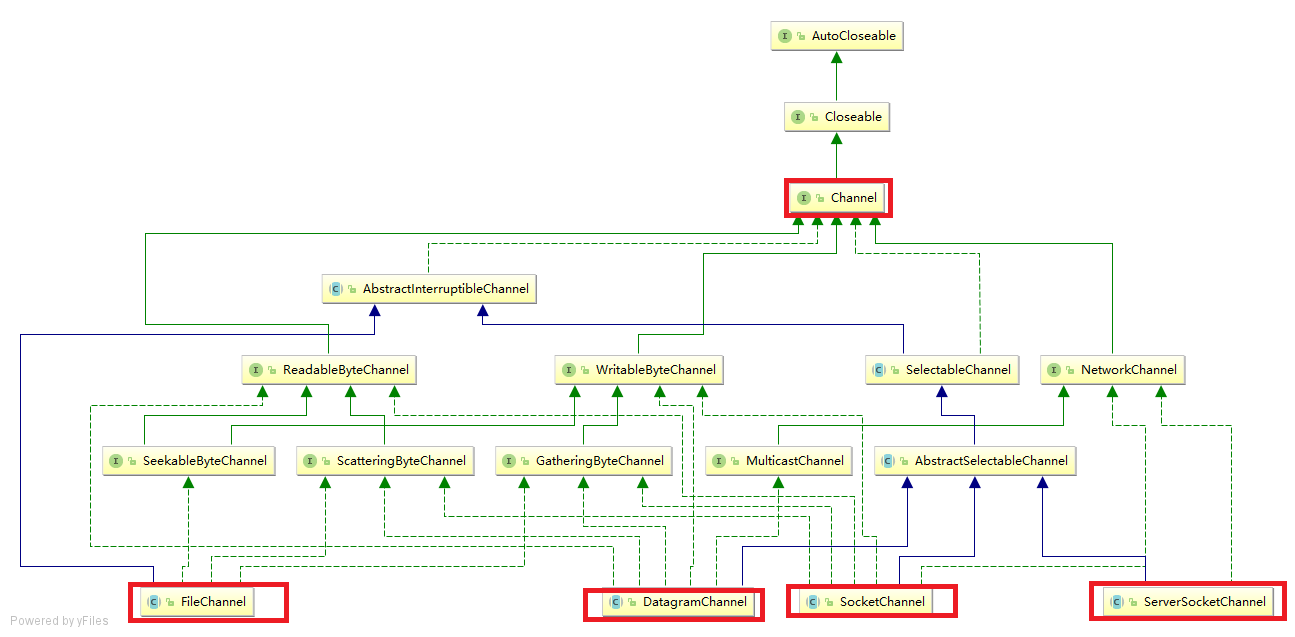 I AutoCloseable
I Closeable
I Channel
C AbstractInterruptibleChannel
I ReadableByteChannel
I WritableByteChannel
C SelectableChannel
I NetworkChannel
I SeekableByteChannel
I ScatteringByteChannel
I GatheringByteChannel
I MulticastChannel
C AbstractSelectableChannel
C FileChannel
C DatagramChannel
C SocketChannel
C ServerSocketChannel
Powered by yFiles